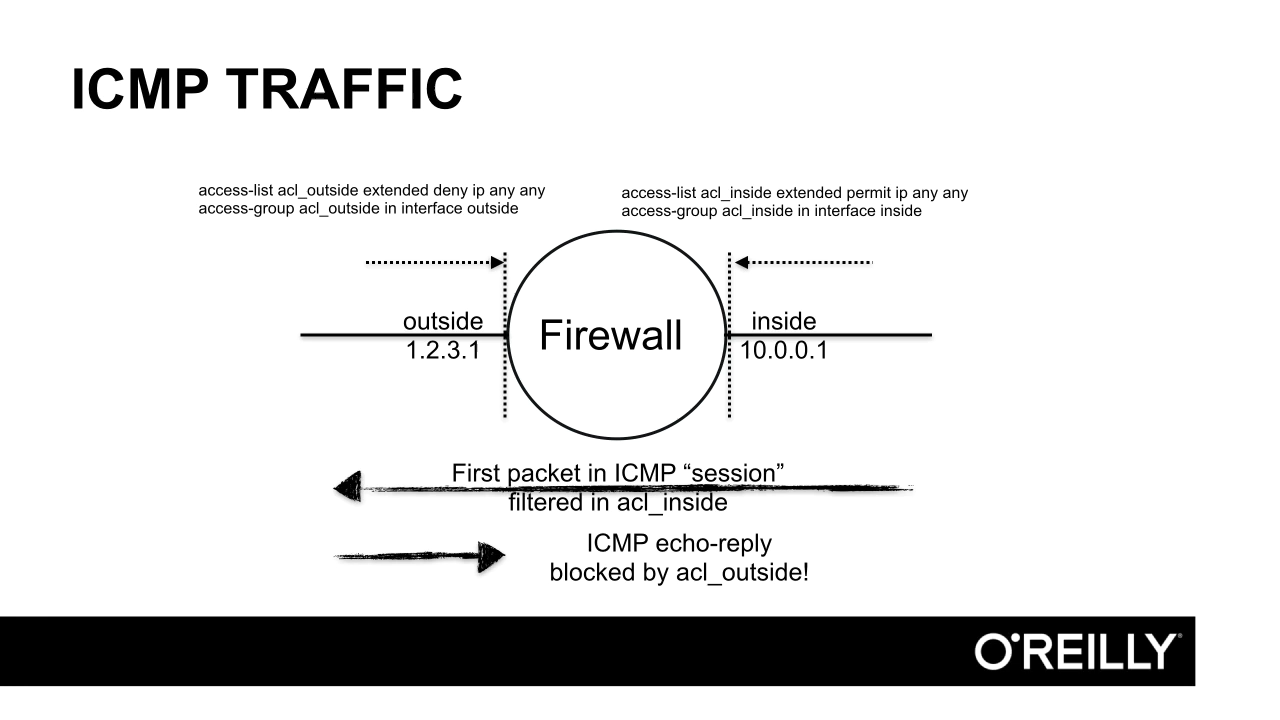 ICMP TRAFFIC
access-list acl_outside extended deny ip any any
access-group acl_outside in interface outside
access-list acl_inside extended permit ip any any
access-group acl_inside in interface inside
outside
1.2.3.1
Firewall
inside
10.0.0.1
First packet in ICMP “session”
filtered in acl_inside
ICMP echo-reply
blocked by acl_outside!
O'REILLY®